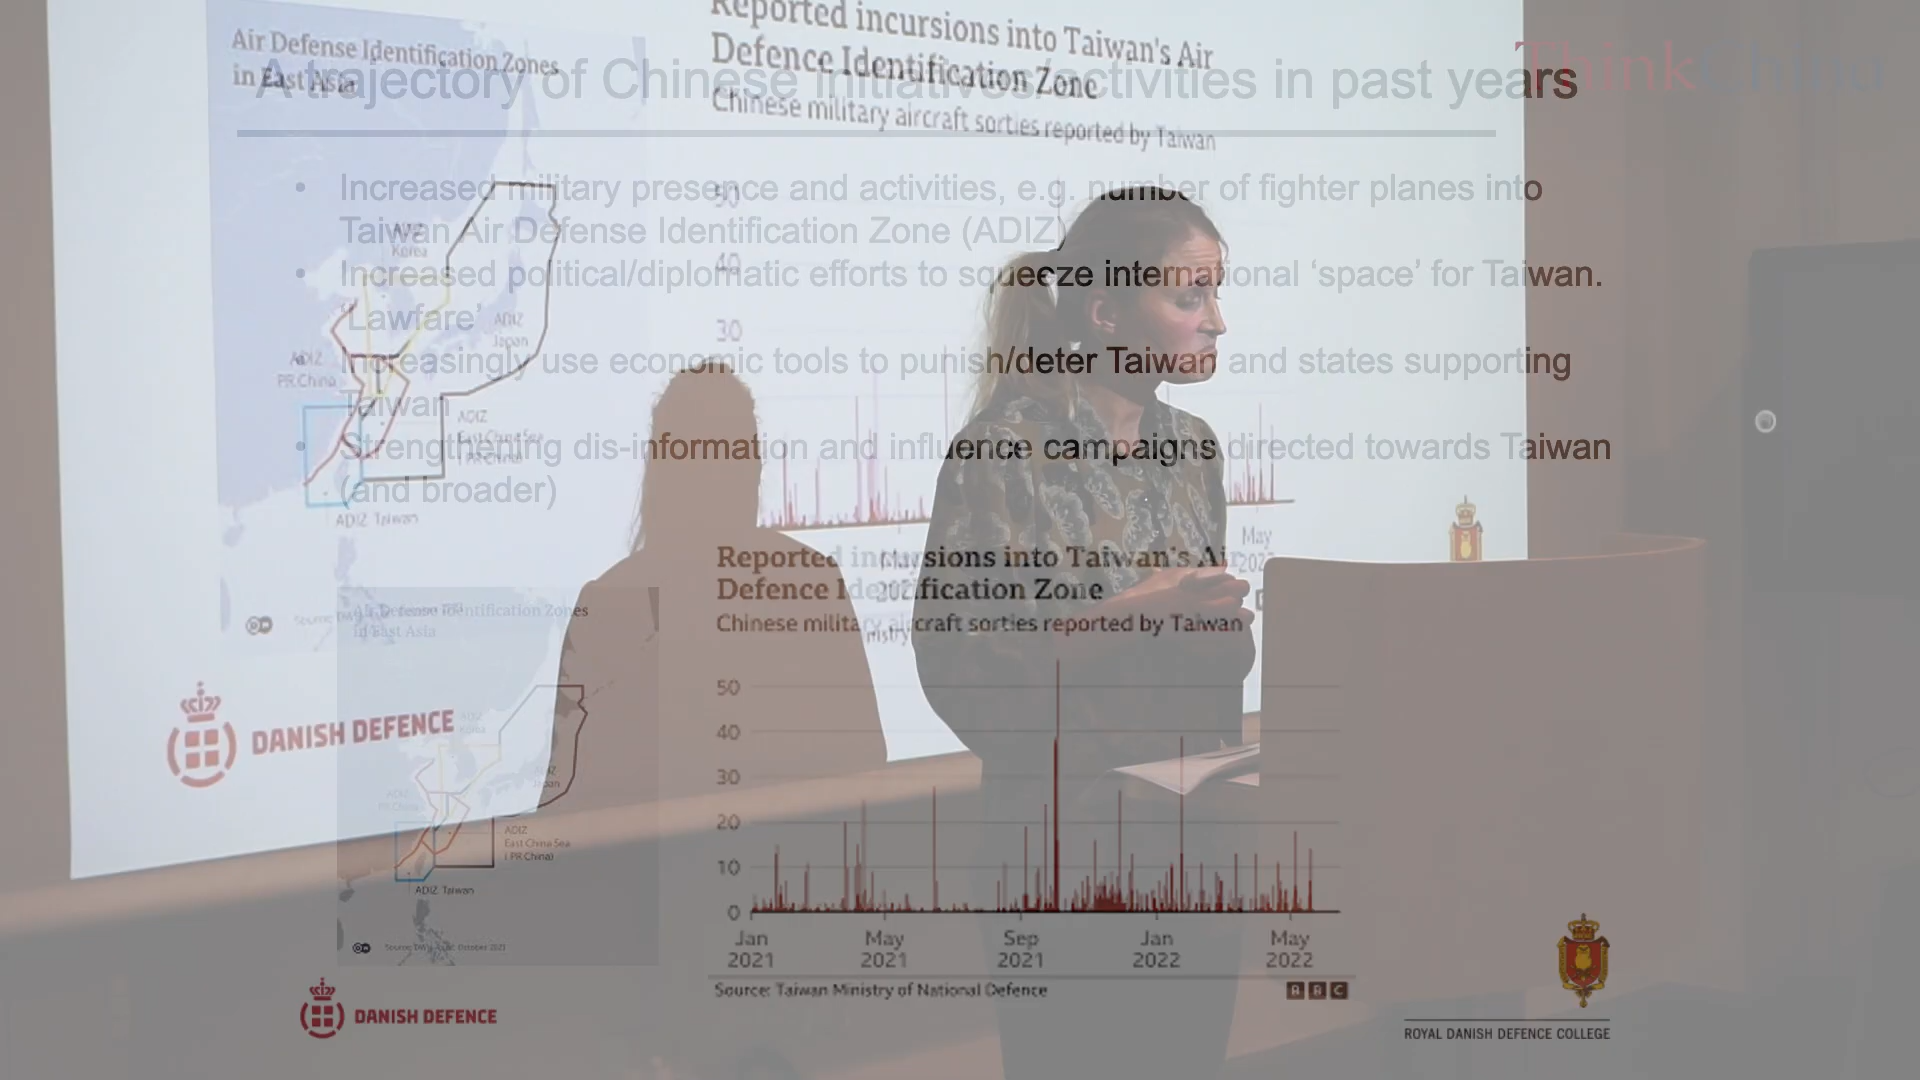 A trajectory of Chinese initiatives/activities in past years
ThinkChina
• Increased military presence and activities, e.g. number of fighter planes into
Taiwan Air Defense Identification Zone (ADIZ)
• Increased political/diplomatic efforts to squeeze international ‘space’ for Taiwan.
‘Lawfare’
• Increasingly use economic tools to punish/deter Taiwan and states supporting
Taiwan
• Strengthening dis-information and influence campaigns directed towards Taiwan
(and broader)
Air Defense Identification Zones
in East Asia
ADIZ
Korea
ADIZ
Japan
ADIZ
PR.China
ADIZ
East China Sea
( PR China)
ADIZ Taiwan
Reported incursions into Taiwan's Air
Defence Identification Zone
Chinese military aircraft sorties reported by Taiwan
50
40
30
May
DANISH DEFENCE
Air Defense Identification Zones
in East Asia
ADIZ
Korea
ADIZ
Japan
ADIZ
PR.China
ADIZ
East China Sea
( PR China)
ADIZ Taiwan
Reported incursions into Taiwan's Air
Defence Identification Zone
Chinese military aircraft sorties reported by Taiwan
50
40
30
20
10
0
Jan May Sep Jan May
2021 2021 2021 2022 2022
Source: Taiwan Ministry of National Defence
BBC
DANISH DEFENCE
ROYAL DANISH DEFENCE COLLEGE